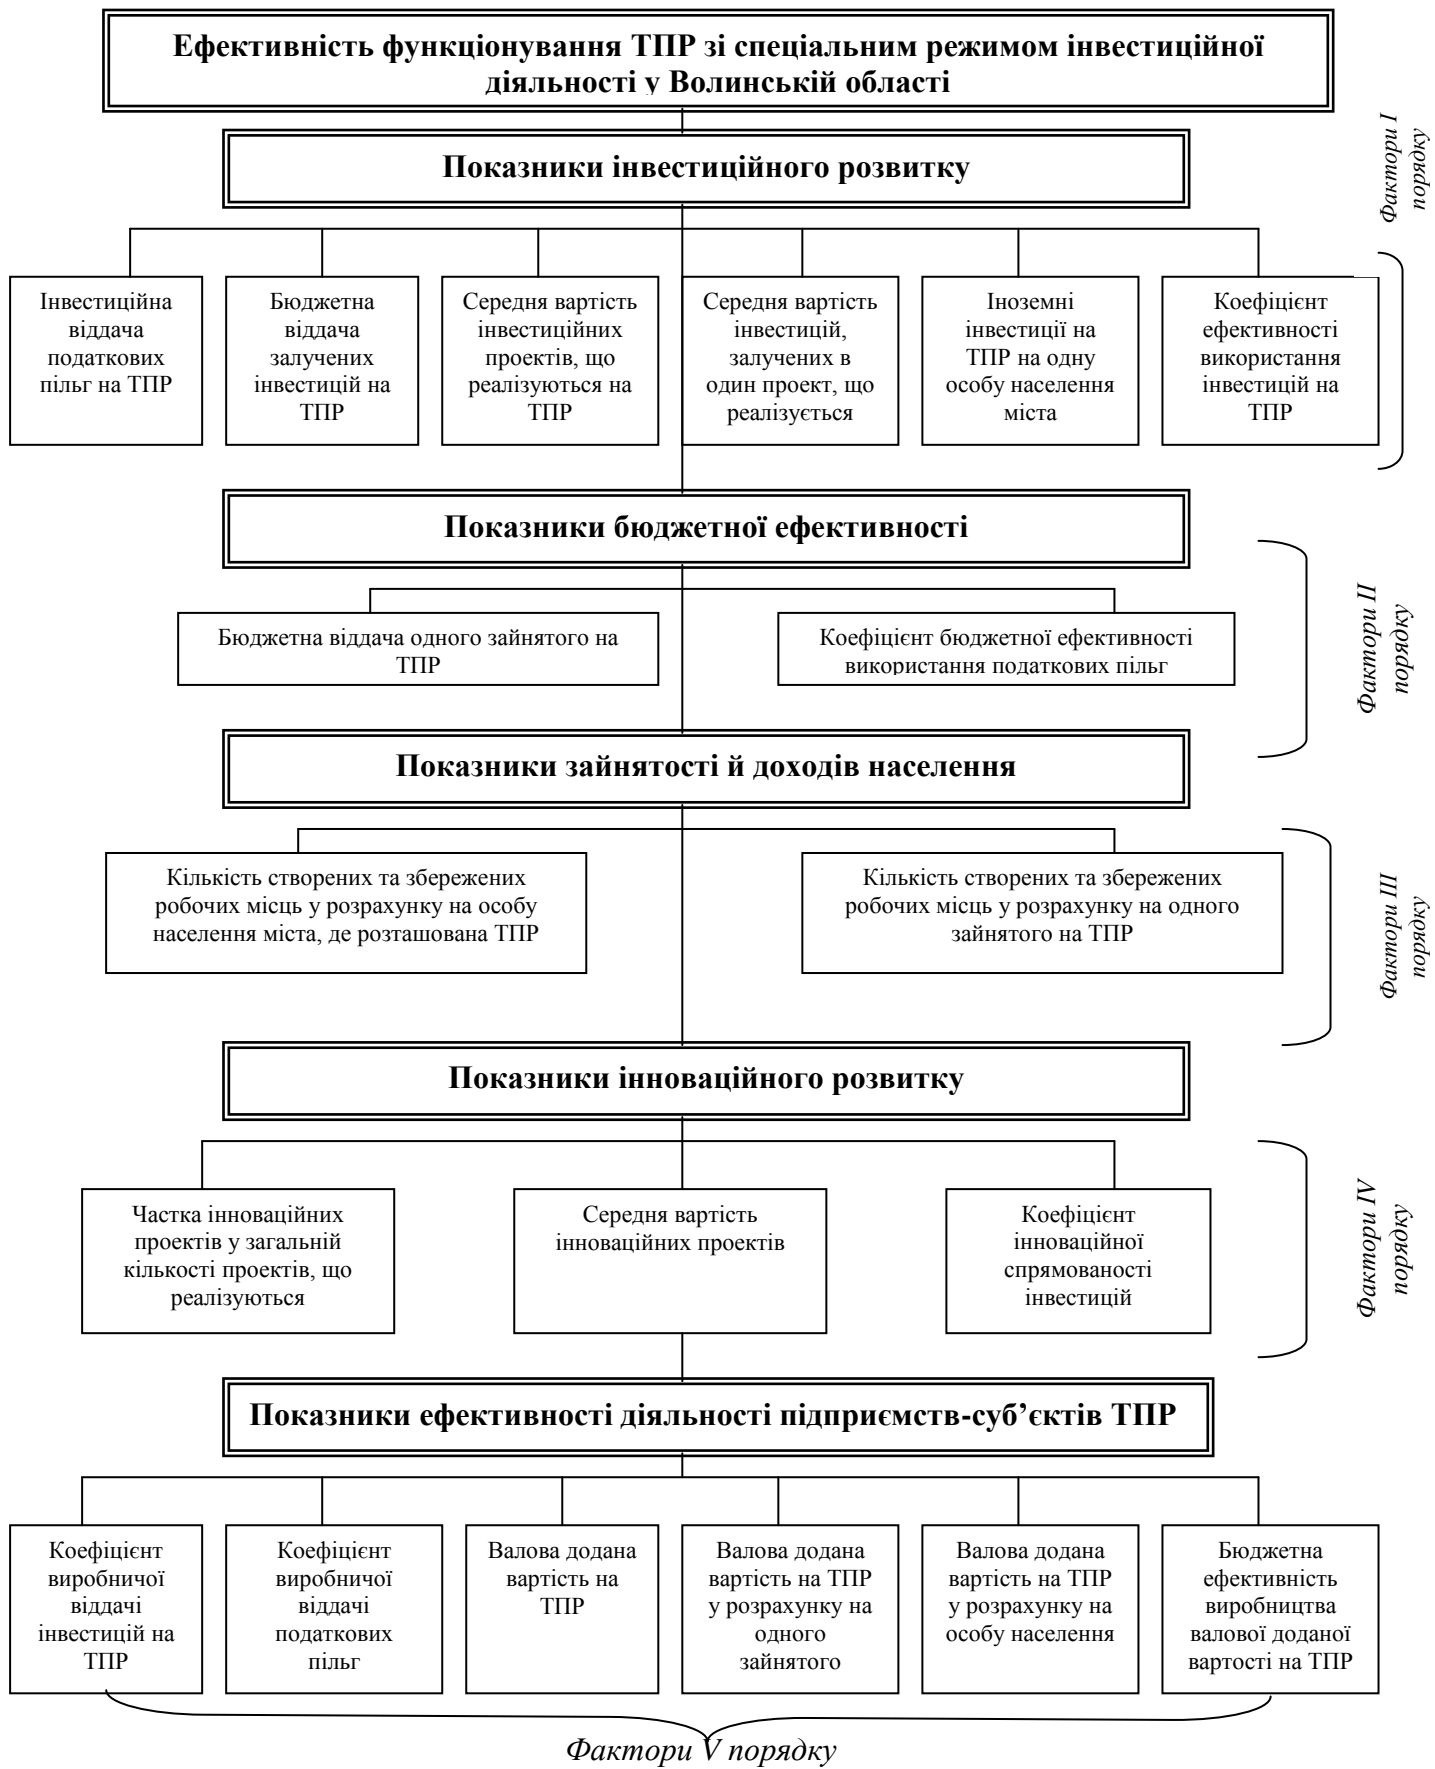 Ефективність функціонування ТПР зі спеціальним режимом інвестиційної
діяльності у Волинській області
Фактори I
порядку
Показники інвестиційного розвитку
Інвестиційна
віддача
податкових
пільг на ТПР
Бюджетна
віддача
залучених
інвестицій на
ТПР
Середня вартість
інвестиційних
проектів, що
реалізуються на
ТПР
Середня вартість
інвестицій,
залучених в
один проект, що
реалізується
Іноземні
інвестиції на
ТПР на одну
особу населення
міста
Коефіцієнт
ефективності
використання
інвестицій на
ТПР
Показники бюджетної ефективності
Фактори II
порядку
Бюджетна віддача одного зайнятого на
ТПР
Коефіцієнт бюджетної ефективності
використання податкових пільг
Показники зайнятості й доходів населення
Фактори III
порядку
Кількість створених та збережених
робочих місць у розрахунку на особу
населення міста, де розташована ТПР
Кількість створених та збережених
робочих місць у розрахунку на одного
зайнятого на ТПР
Показники інноваційного розвитку
Фактори IV
порядку
Частка інноваційних
проектів у загальній
кількості проектів, що
реалізуються
Середня вартість
інноваційних проектів
Коефіцієнт
інноваційної
спрямованості
інвестицій
Показники ефективності діяльності підприємств-суб’єктів ТПР
Коефіцієнт
виробничої
віддачі
інвестицій на
ТПР
Коефіцієнт
виробничої
віддачі
податкових
пільг
Валова додана
вартість на
ТПР
Валова додана
вартість на ТПР
у розрахунку на
одного
зайнятого
Валова додана
вартість на ТПР
у розрахунку на
особу населення
Бюджетна
ефективність
виробництва
валової доданої
вартості на ТПР
Фактори V порядку